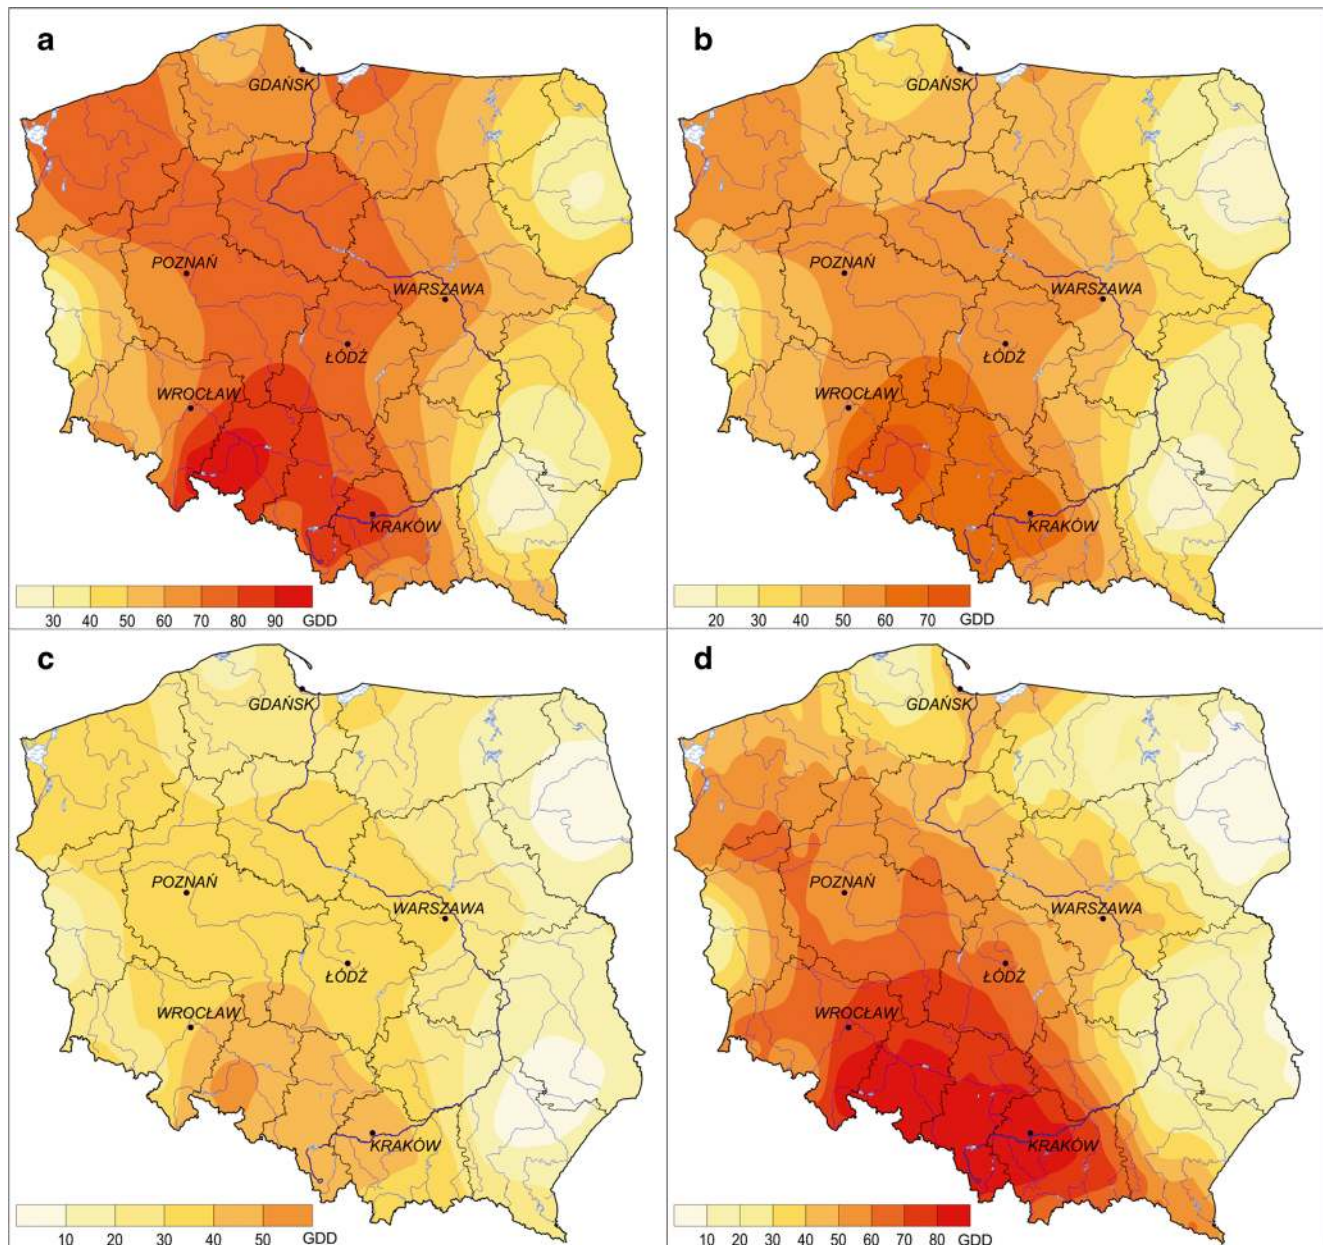 a
GDAŃSK
POZNAŃ
WARSZAWA
ŁÓDŹ
WROCŁAW
KRAKÓW
30 40 50 60 70 80 90 GDD
b
GDAŃSK
POZNAŃ
WARSZAWA
ŁÓDŹ
WROCŁAW
KRAKÓW
20 30 40 50 60 70 GDD
c
GDAŃSK
POZNAŃ
WARSZAWA
ŁÓDŹ
WROCŁAW
KRAKÓW
10 20 30 40 50 GDD
d
GDAŃSK
POZNAŃ
WARSZAWA
ŁÓDŹ
WROCŁAW
KRAKÓW
10 20 30 40 50 60 70 80 GDD